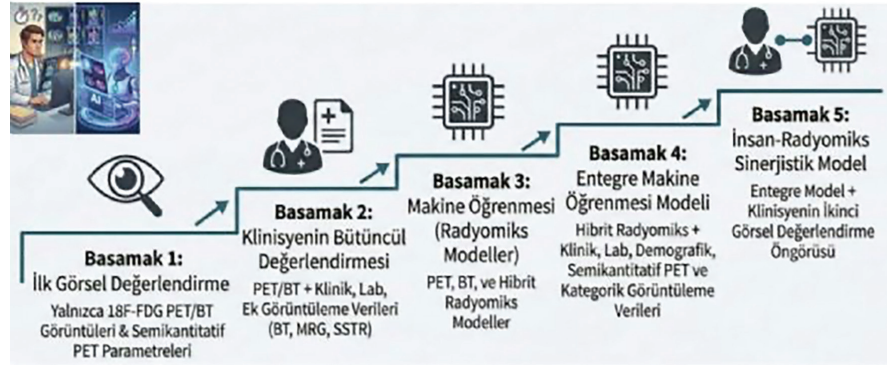 AI
Basamak 1:
İlk Görsel Değerlendirme
Yalnızca 18F-FDG PET/BT
Görüntüleri & Semikantitatif
PET Parametreleri
Basamak 2:
Klinisyenin Bütüncül
Değerlendirmesi
PET/BT + Klinik, Lab,
Ek Görüntüleme Verileri
(BT, MRG, SSTR)
Basamak 3:
Makine Öğrenmesi
(Radyomiks
Modeller)
PET, BT, ve Hibrit
Radyomiks
Modeller
Basamak 4:
Entegre Makine
Öğrenmesi Modeli
Hibrit Radyomiks +
Klinik, Lab, Demografik,
Semikantitatif PET ve
Kategorik Görüntüleme
Verileri
Basamak 5:
İnsan-Radyomiks
Sinerjistik Model
Entegre Model +
Klinisyenin İkinci
Görsel Değerlendirme
Öngörüsü